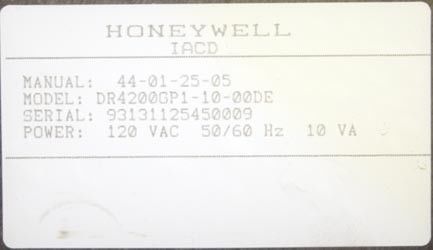 HONEYWELL
IACD
MANUAL: 44-01-25-05
MODEL: DR4200GP1-10-00DE
SERIAL: 93131125450009
POWER: 120 VAC 50/60 Hz 10 VA